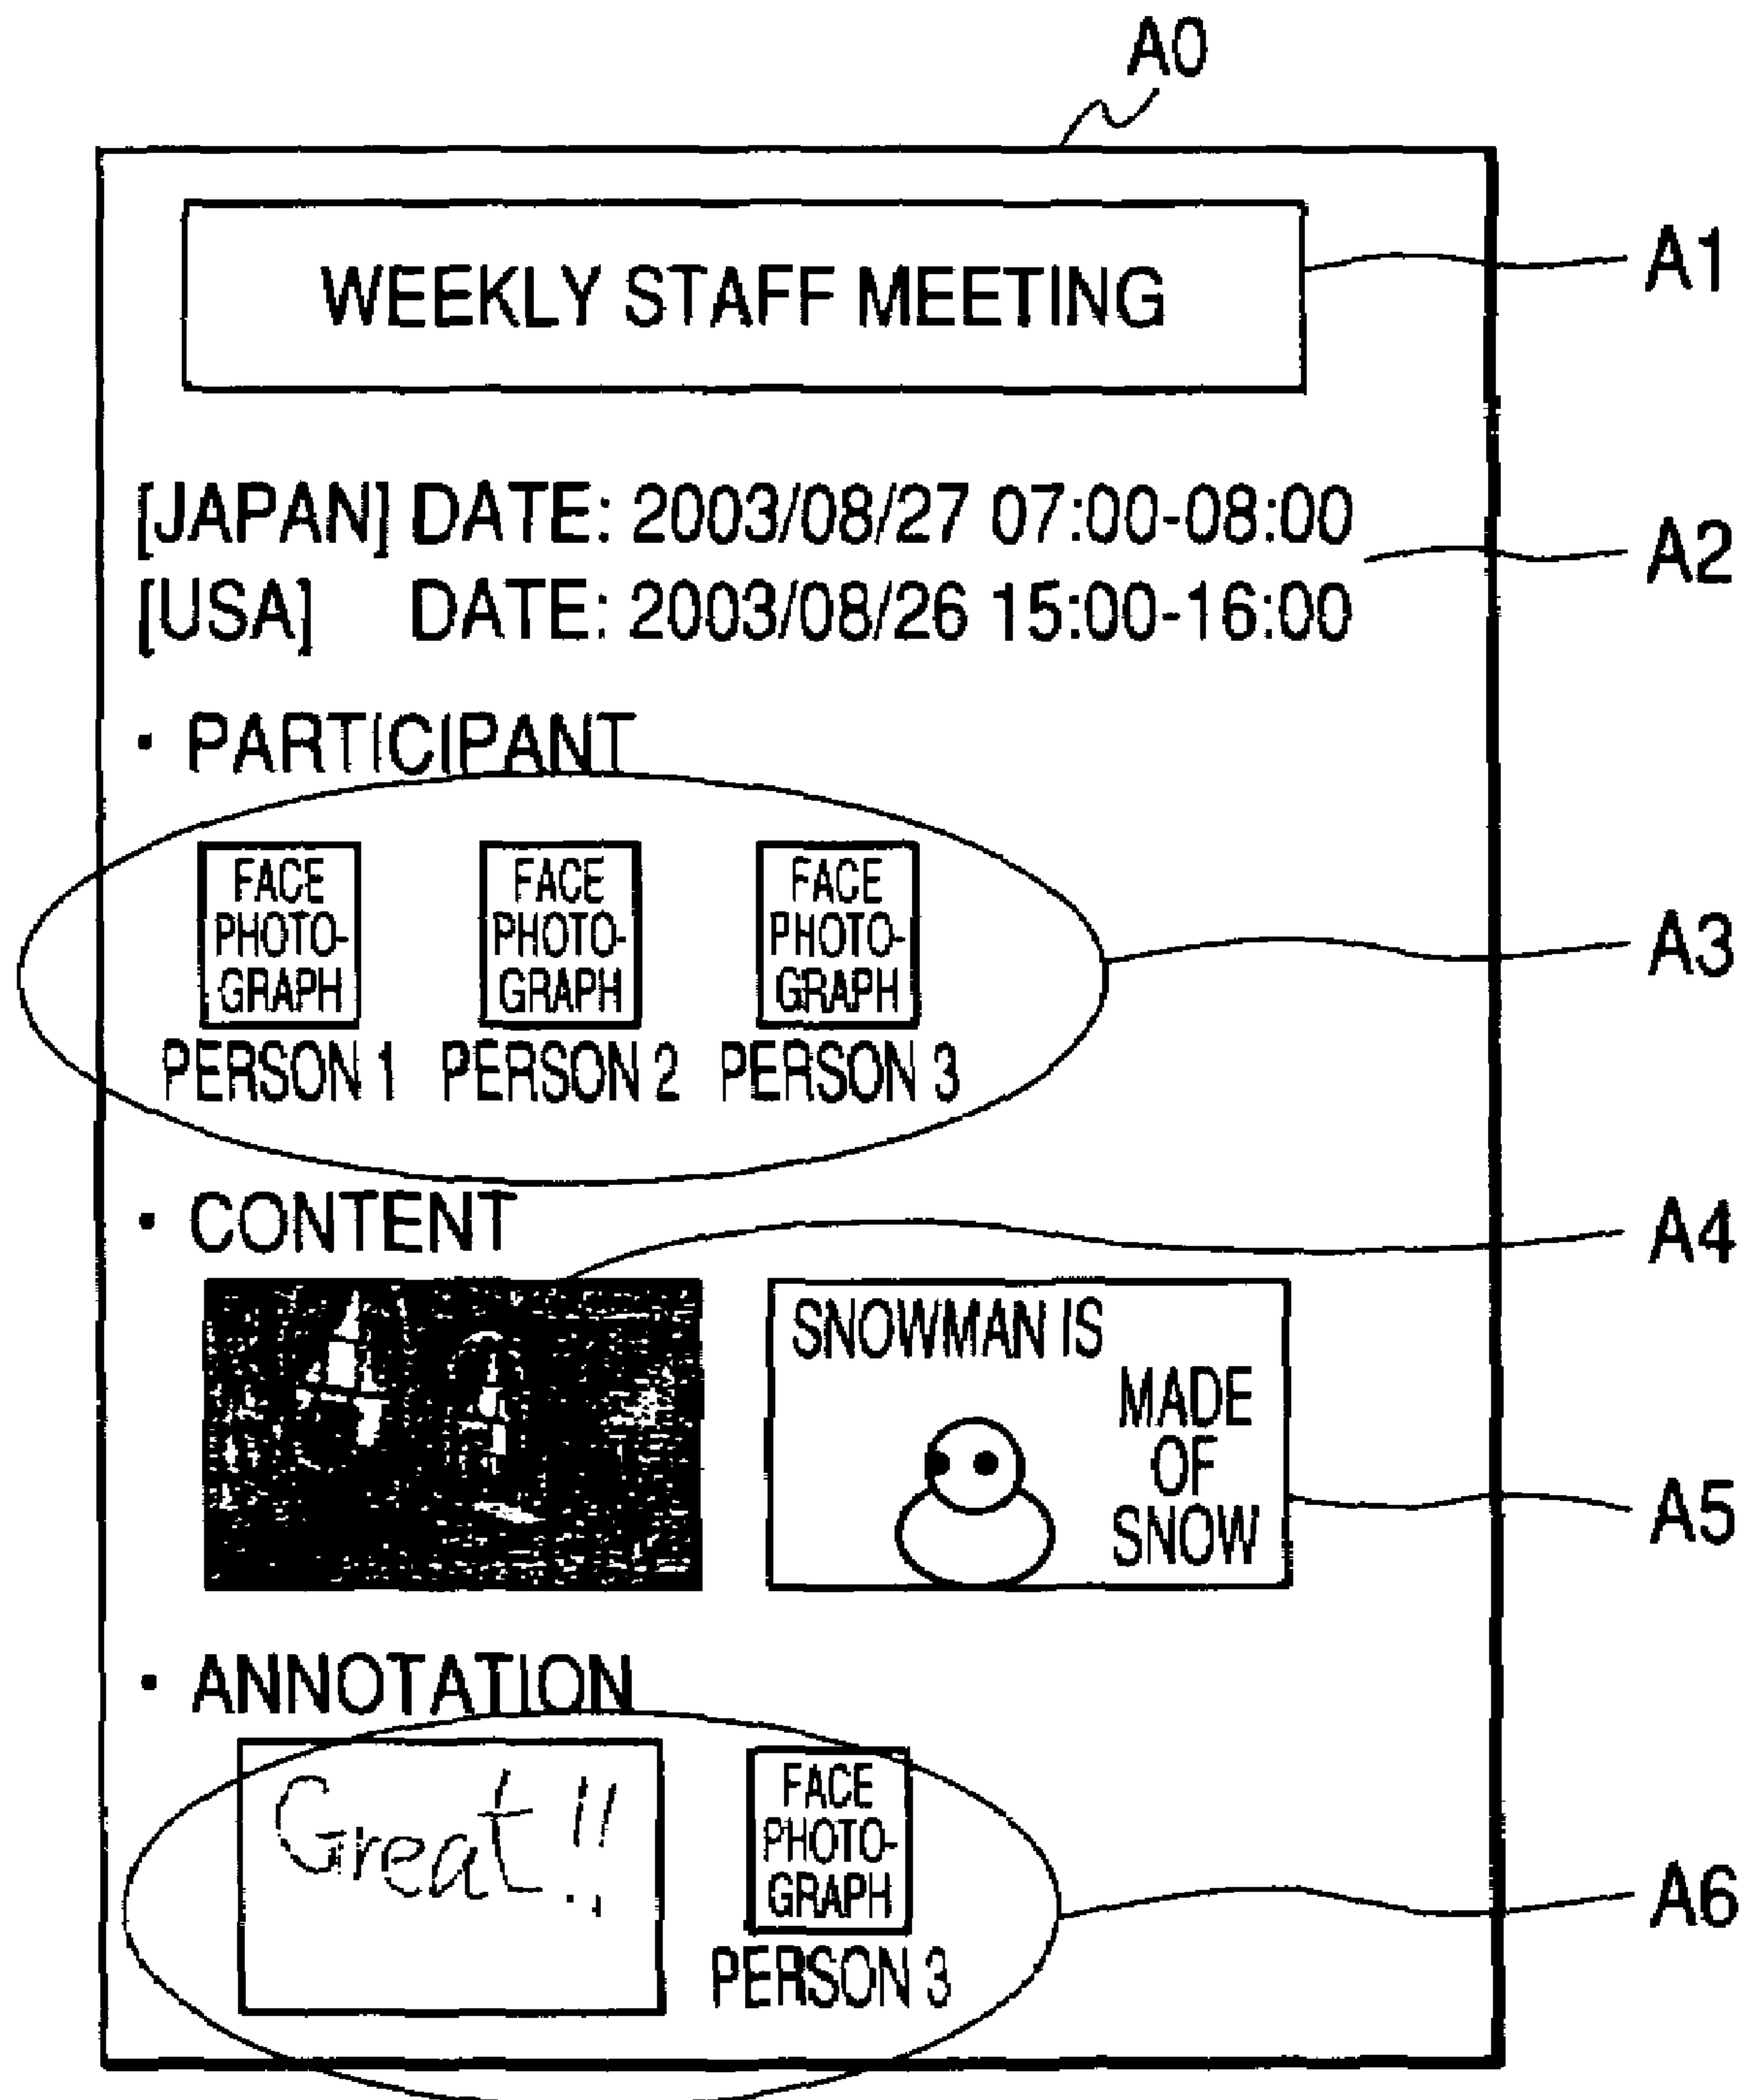 A0
WEEKLY STAFF MEETING
A1
[JAPAN] DATE: 2003/08/27 07:00-08:00
[USA] DATE: 2003/08/26 15:00-16:00
A2
· PARTICIPANT
FACE PHOTO-GRAPH
FACE PHOTO-GRAPH
FACE PHOTO-GRAPH
PERSON 1 PERSON 2 PERSON 3
A3
· CONTENT
A4
SNOWMAN IS
MADE
OF
SNOW
A5
· ANNOTATION
Great!!
FACE
PHOTO-
GRAPH
PERSON 3
A6